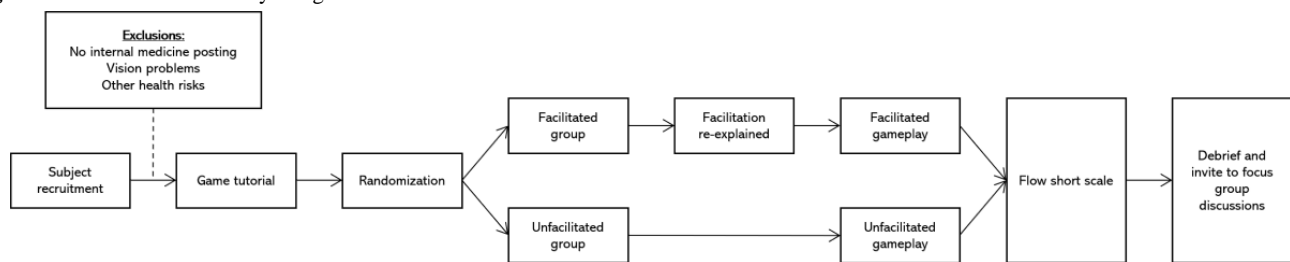 Exclusions:
No internal medicine posting
Vision problems
Other health risks
Subject
recruitment
Game tutorial
Randomization
Facilitated
group
Facilitation
re-explained
Facilitated
gameplay
Unfacilitated
group
Unfacilitated
gameplay
Flow short scale
Debrief and
invite to focus
group
discussions